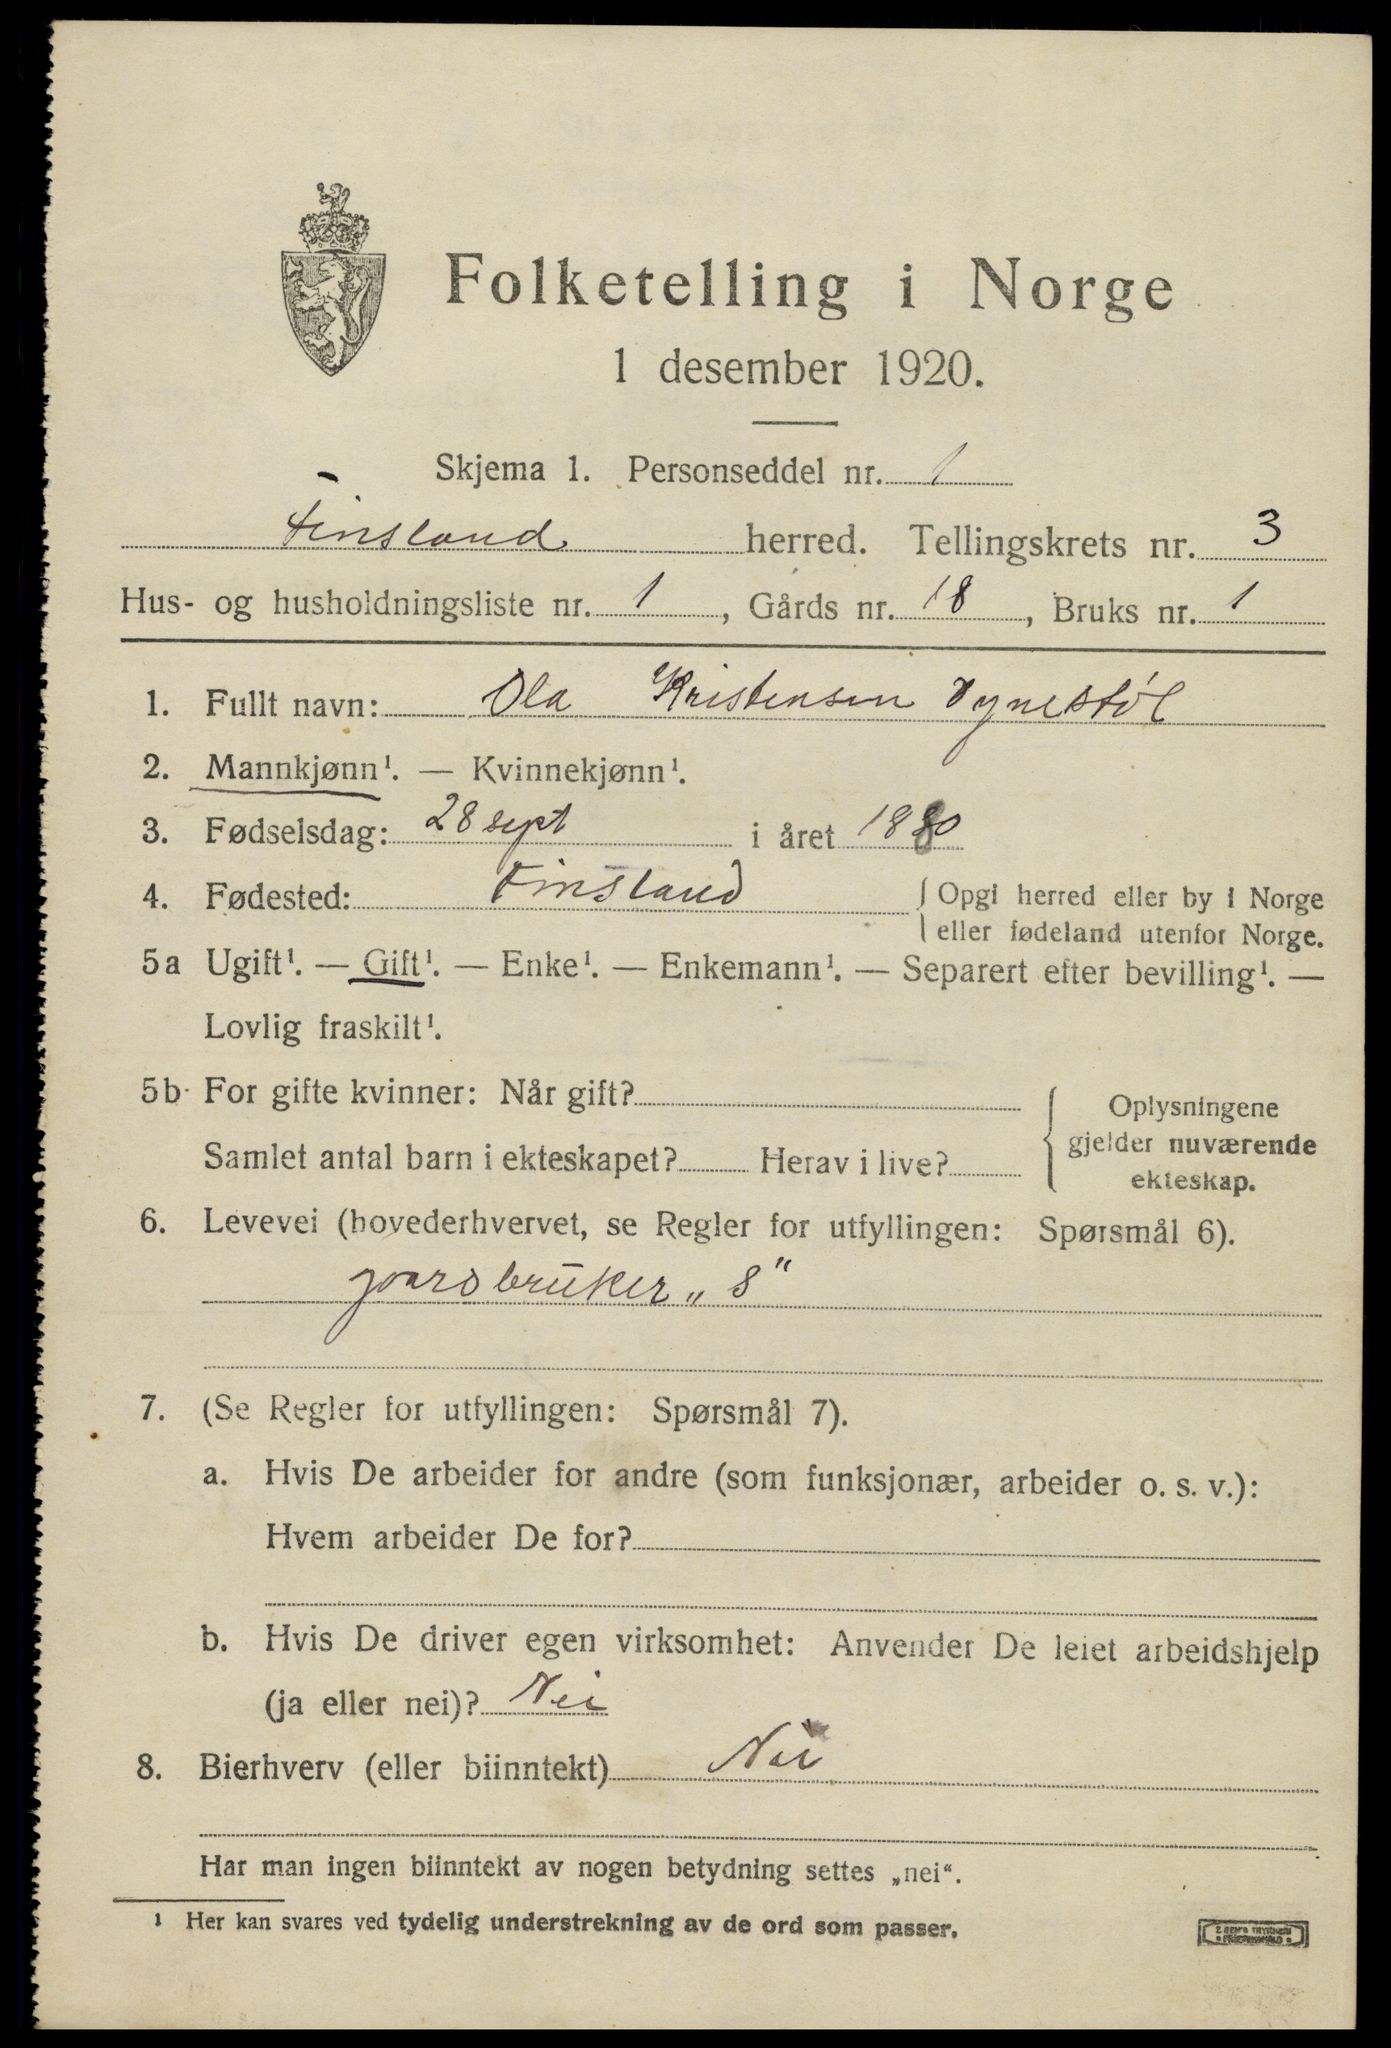 Folketelling i Norge
1 desember 1920.
Skjema 1. Personseddel nr. 1
Finsland herred. Tellingskrets nr. 3
Hus- og husholdningsliste nr. 1, Gårds nr. 18, Bruks nr. 1
1. Fullt navn: Ola Kristensen Dynestøl
2. Mannkjønn¹. — Kvinnekjønn¹.
3. Fødselsdag: 28 sept i året 1880
4. Fødested: Finsland { Opgi herred eller by i Norge
eller fødeland utenfor Norge.
5a Ugift¹. — Gift¹. — Enke¹. — Enkemann¹. — Separert efter bevilling¹. —
Lovlig fraskilt¹.
5b For gifte kvinner: Når gift?
Samlet antal barn i ekteskapet? Herav i live?
Oplysningene
gjelder nuværende
ekteskap.
6. Levevei (hovederhvervet, se Regler for utfyllingen: Spørsmål 6).
gaardbruker „S“
7. (Se Regler for utfyllingen: Spørsmål 7).
a. Hvis De arbeider for andre (som funksjonær, arbeider o. s. v.):
Hvem arbeider De for?
b. Hvis De driver egen virksomhet: Anvender De leiet arbeidshjelp
(ja eller nei)? Nei
8. Bierhverv (eller biinntekt) Nei
Har man ingen biinntekt av nogen betydning settes „nei“.
¹ Her kan svares ved tydelig understrekning av de ord som passer.